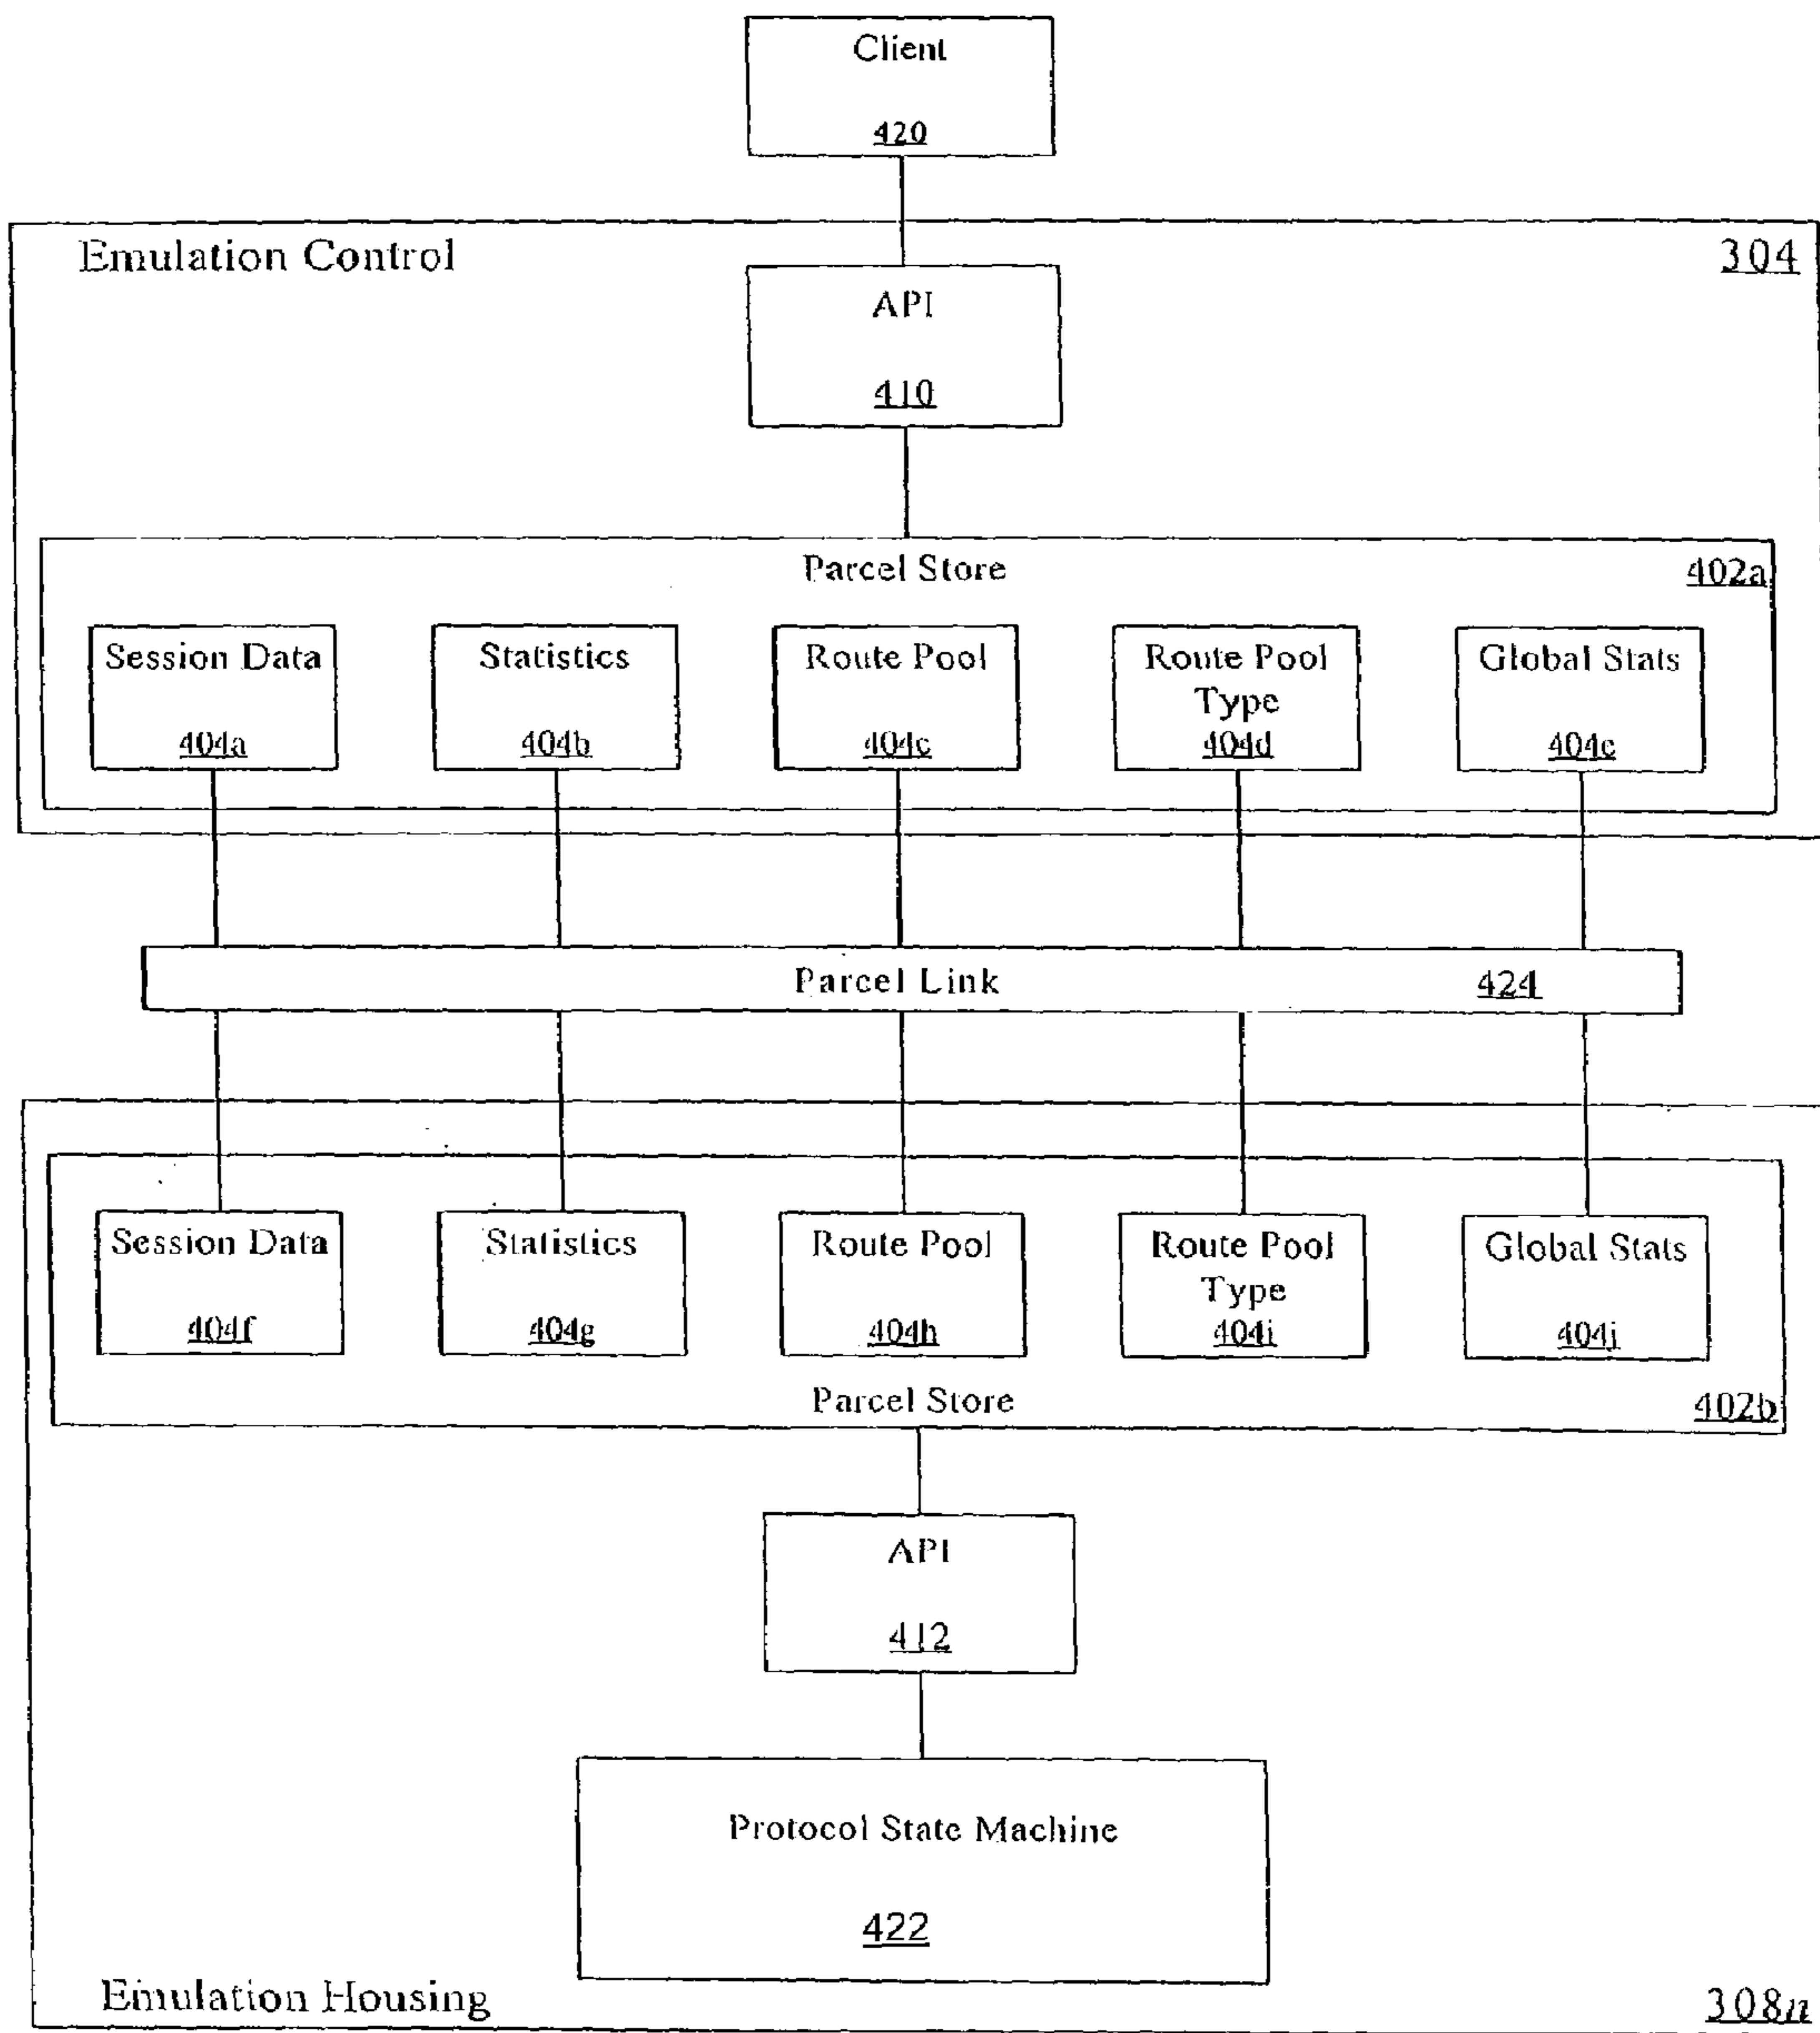 Client
420
Emulation Control
304
API
410
Parcel Store
402a
Session Data
404a
Statistics
404b
Route Pool
404c
Route Pool
Type
404d
Global Stats
404e
Parcel Link
424
Session Data
404f
Statistics
404g
Route Pool
404h
Route Pool
Type
404i
Global Stats
404j
Parcel Store
402b
API
412
Protocol State Machine
422
Emulation Housing
308n